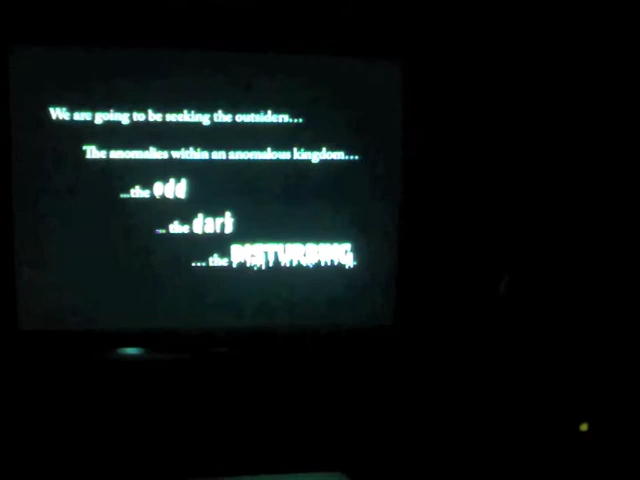 We are going to be seeking the outsiders...
The anomalies within an anomalous kingdom...
...the odd
... the dark
... the DISTURBING.